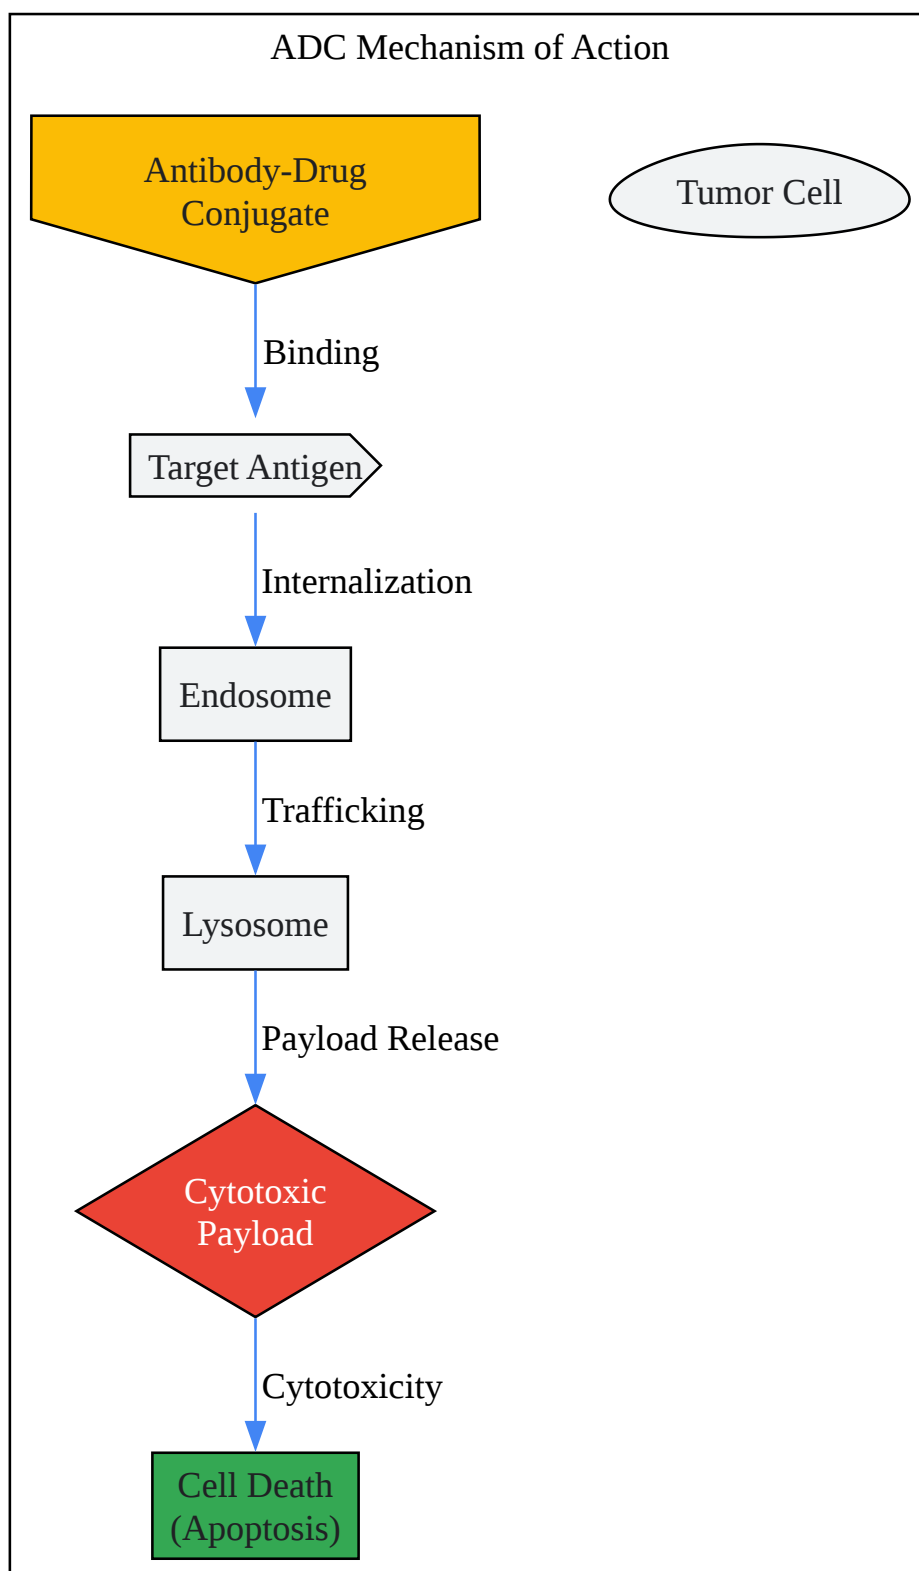 ADC Mechanism of Action
Antibody-Drug
Conjugate
Tumor Cell
Binding
Target Antigen
Internalization
Endosome
Trafficking
Lysosome
Payload Release
Cytotoxic
Payload
Cytotoxicity
Cell Death
(Apoptosis)